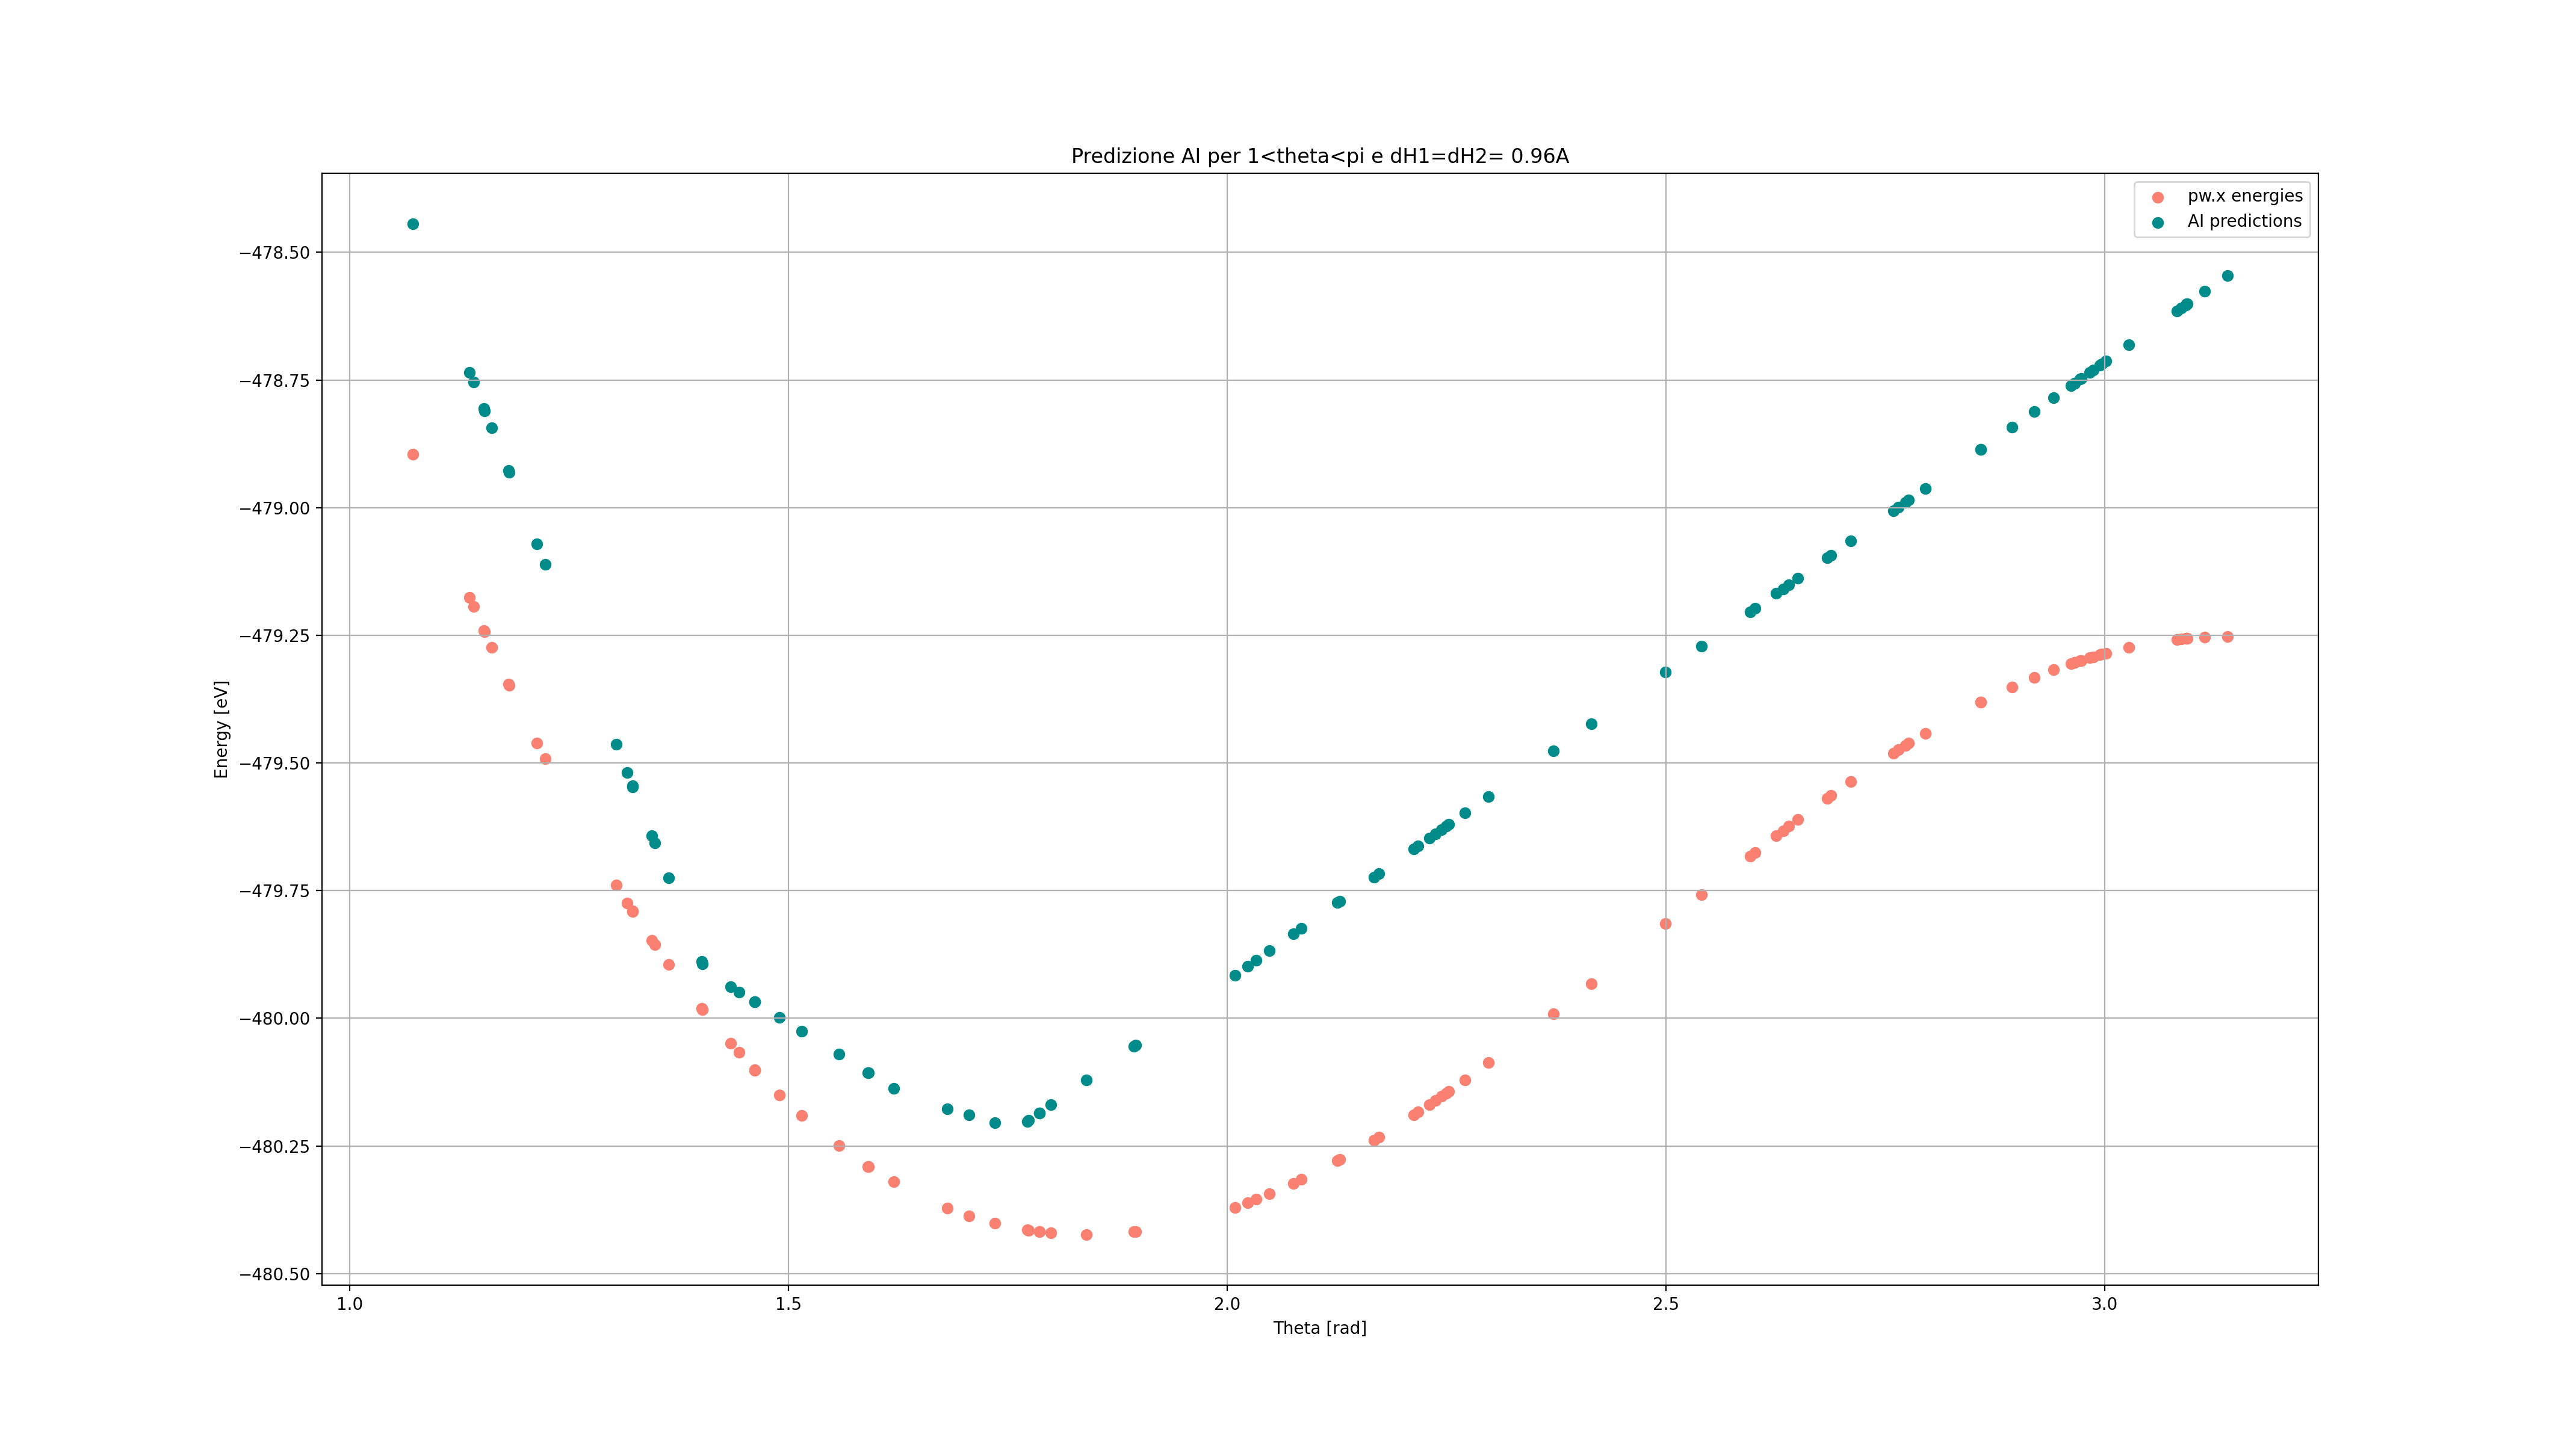 Predizione AI per 1<theta<pi e dH1=dH2= 0.96A
pw.x energies
AI predictions
−478.50
−478.75
−479.00
−479.25
−479.50
−479.75
−480.00
−480.25
−480.50
Energy [eV]
1.0 1.5 2.0 2.5 3.0
Theta [rad]